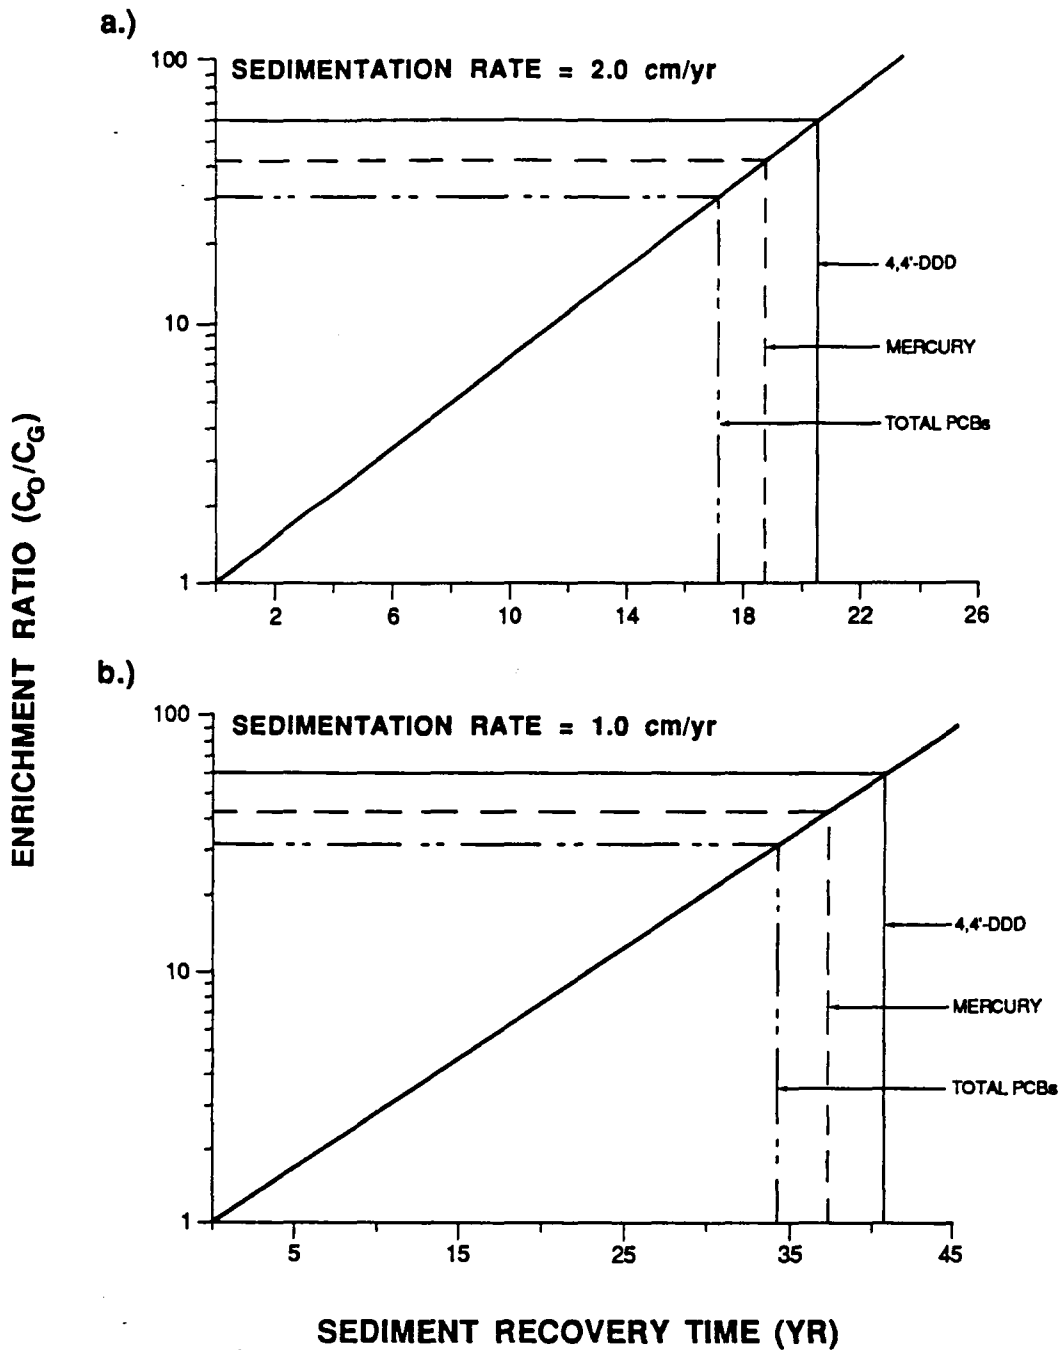 a.)
SEDIMENTATION RATE = 2.0 cm/yr
100
10
1
4,4'-DDD
MERCURY
TOTAL PCBs
2 6 10 14 18 22 26
ENRICHMENT RATIO (CO/CG)
b.)
SEDIMENTATION RATE = 1.0 cm/yr
100
10
1
4,4'-DDD
MERCURY
TOTAL PCBs
5 15 25 35 45
SEDIMENT RECOVERY TIME (YR)